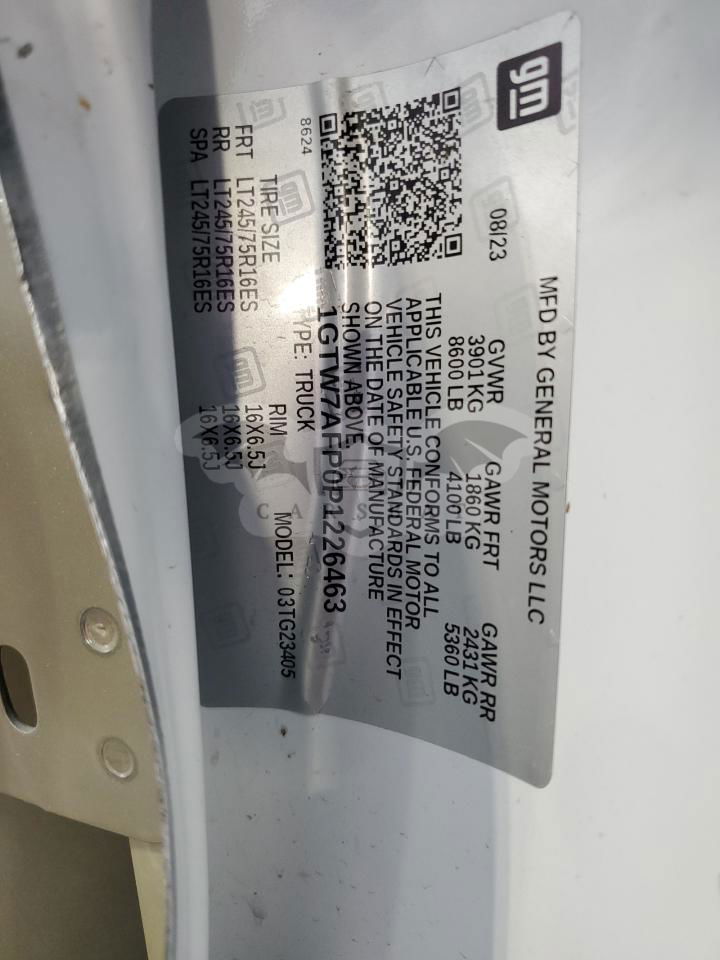 gm
MFD BY GENERAL MOTORS LLC
08/23
GVWR GAWR FRT GAWR RR
3901 KG 1860 KG 2431 KG
8600 LB 4100 LB 5360 LB
THIS VEHICLE CONFORMS TO ALL
APPLICABLE U.S. FEDERAL MOTOR
VEHICLE SAFETY STANDARDS IN EFFECT
ON THE DATE OF MANUFACTURE
SHOWN ABOVE.
1GTW7AFP0P1226463
8624
TYPE: TRUCK MODEL: 03TG23405
TIRE SIZE RIM
FRT LT245/75R16ES 16X6.5J
RR LT245/75R16ES 16X6.5J
SPA LT245/75R16ES 16X6.5J